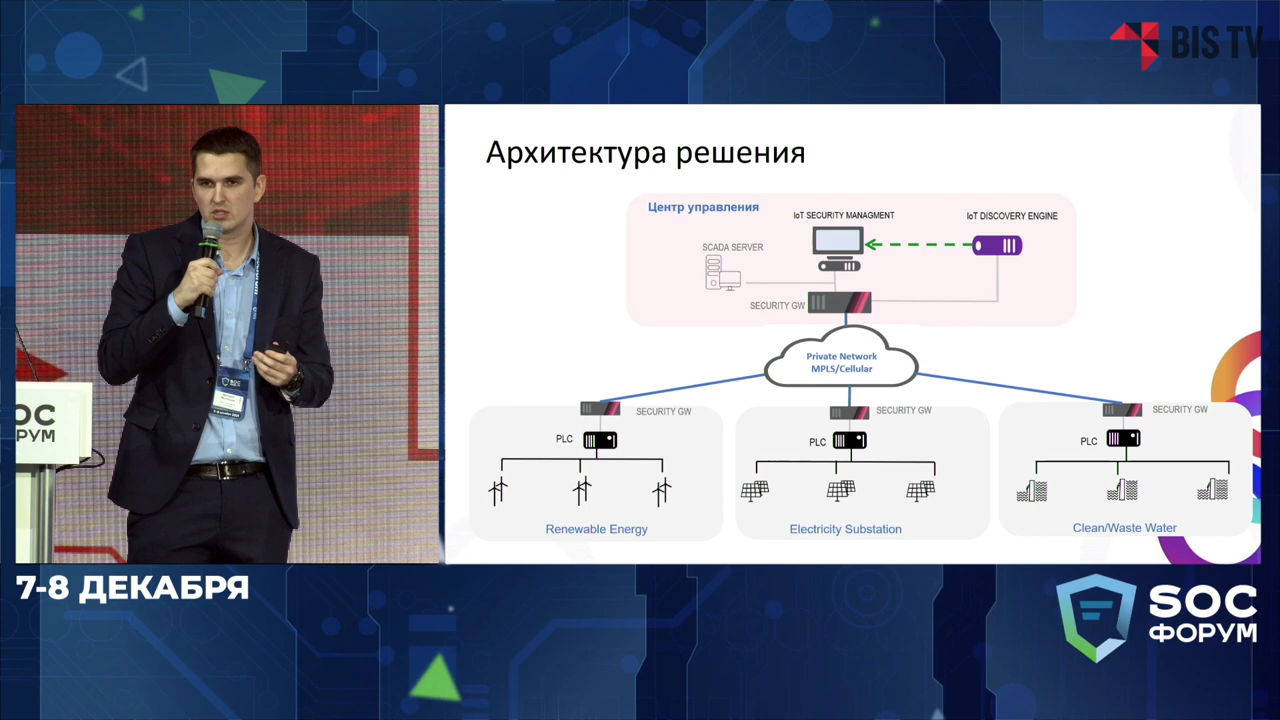 BIS TV
Архитектура решения
Центр управления
IoT SECURITY MANAGMENT
IoT DISCOVERY ENGINE
SCADA SERVER
SECURITY GW
Private Network
MPLS/Cellular
SECURITY GW
SECURITY GW
SECURITY GW
PLC
PLC
PLC
Renewable Energy
Electricity Substation
Clean/Waste Water
SOC
ОС
РУМ
7-8 ДЕКАБРЯ
SOC
ФОРУМ